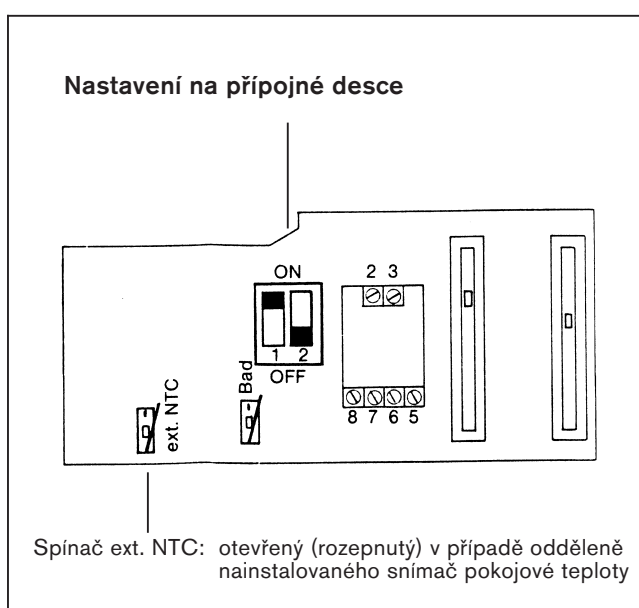 Nastavení na přípojné desce
ON
2 3
1 2
OFF
Bad
ext. NTC
8 7 6 5
Spínač ext. NTC: otevřený (rozepnutý) v případě odděleně
nainstalovaného snímač pokojové teploty